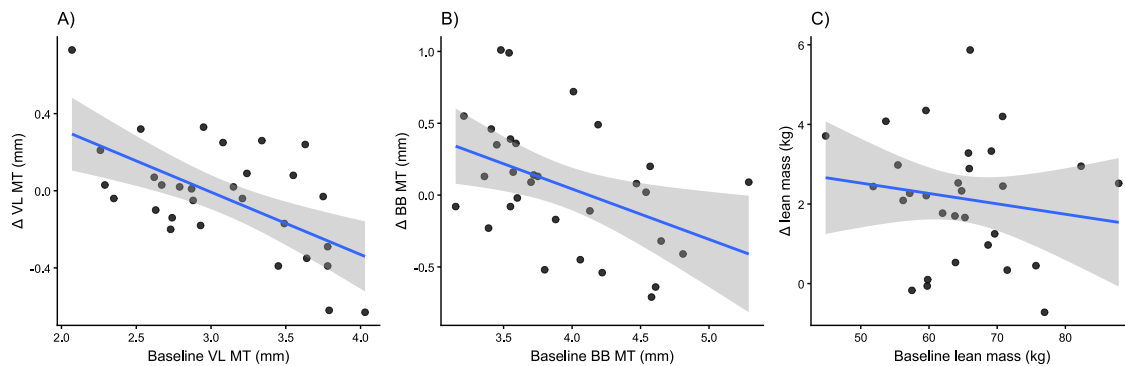 A)
B)
C)
Δ VL MT (mm)
0.4
0.0
-0.4
2.0 2.5 3.0 3.5 4.0
Baseline VL MT (mm)
Δ BB MT (mm)
1.0
0.5
0.0
-0.5
3.5 4.0 4.5 5.0
Baseline BB MT (mm)
Δ lean mass (kg)
6
4
2
0
50 60 70 80
Baseline lean mass (kg)